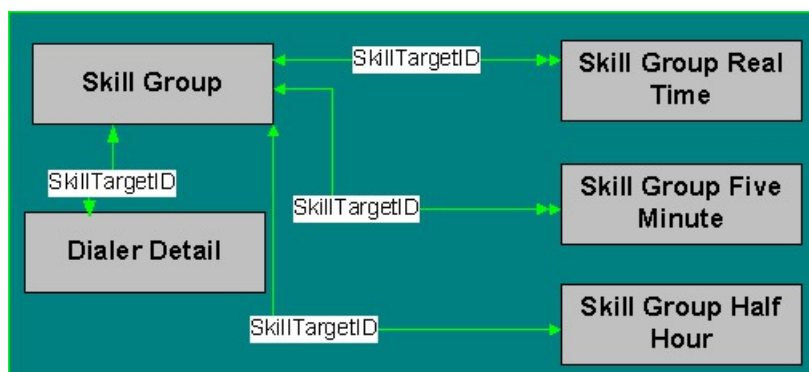 SkillTargetID
Skill Group
Skill Group Real
Time
SkillTargetID
SkillTargetID
Skill Group Five
Minute
Dialer Detail
SkillTargetID
Skill Group Half
Hour